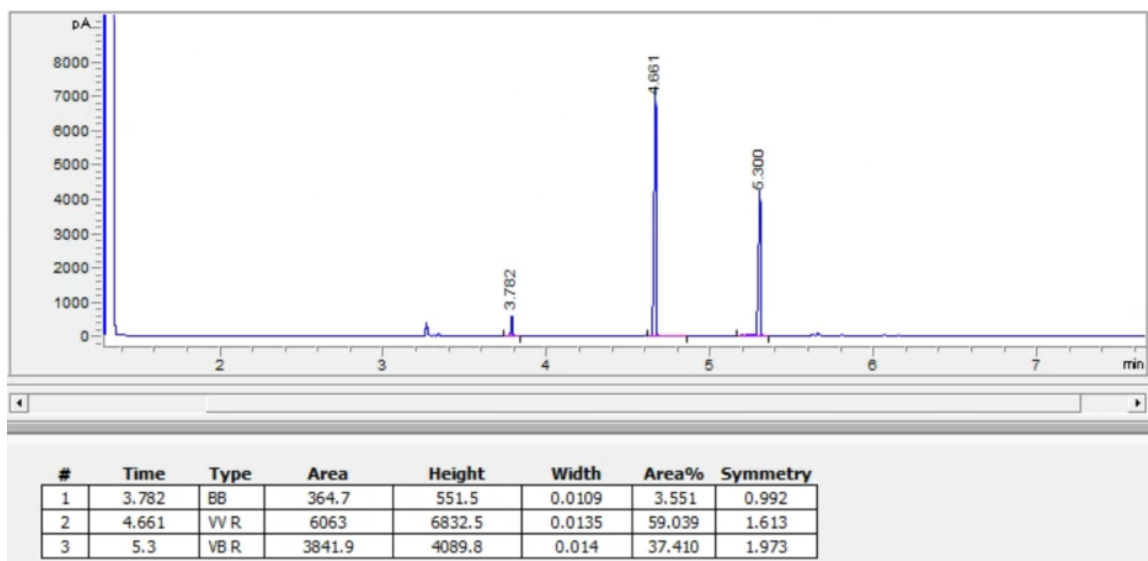 pA
8000
7000
6000
5000
4000
3000
2000
1000
0
3.782
4.661
5.300
2 3 4 5 6 7 min
# Time Type Area Height Width Area% Symmetry
1 3.782 BB 364.7 551.5 0.0109 3.551 0.992
2 4.661 VV R 6063 6832.5 0.0135 59.039 1.613
3 5.3 VB R 3841.9 4089.8 0.014 37.410 1.973